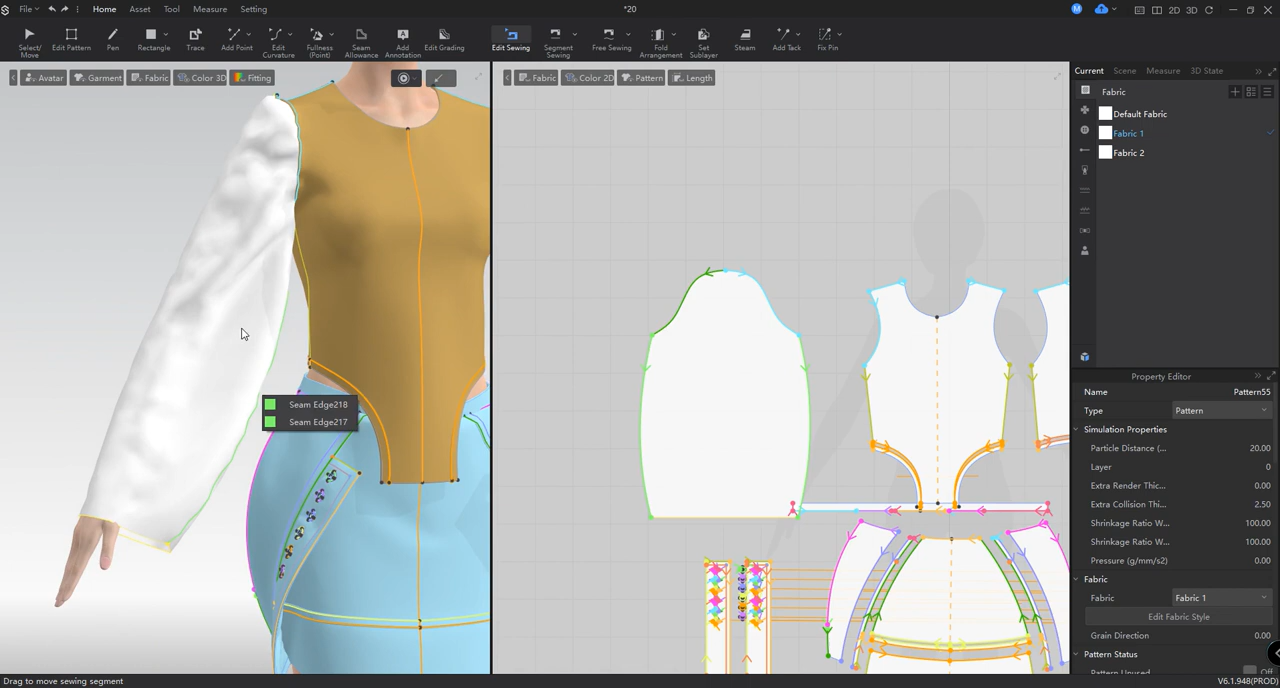 File Home Asset Tool Measure Setting *20 M 2D 3D
Select/ Edit Pattern Pen Rectangle Trace Add Point Edit Fullness Seam Add Edit Grading Edit Sewing Segment Free Sewing Fold Set Steam Add Tack Fix Pin
Move Curvature (Point) Allowance Annotation Sewing Arrangement Sublayer
Avatar Garment Fabric Color 3D Fitting
Fabric Color 2D Pattern Length
Seam Edge218
Seam Edge217
Current Scene Measure 3D State
Fabric
Default Fabric
Fabric 1
Fabric 2
Property Editor
Name Pattern55
Type Pattern
Simulation Properties
Particle Distance (... 20.00
Layer 0
Extra Render Thic... 0.00
Extra Collision Thi... 2.50
Shrinkage Ratio W... 100.00
Shrinkage Ratio W... 100.00
Pressure (g/mm/s2) 0.00
Fabric
Fabric Fabric 1
Edit Fabric Style
Grain Direction 0.00
Pattern Status
Pattern Unused Off
Drag to move sewing segment V6.1.948(PROD)